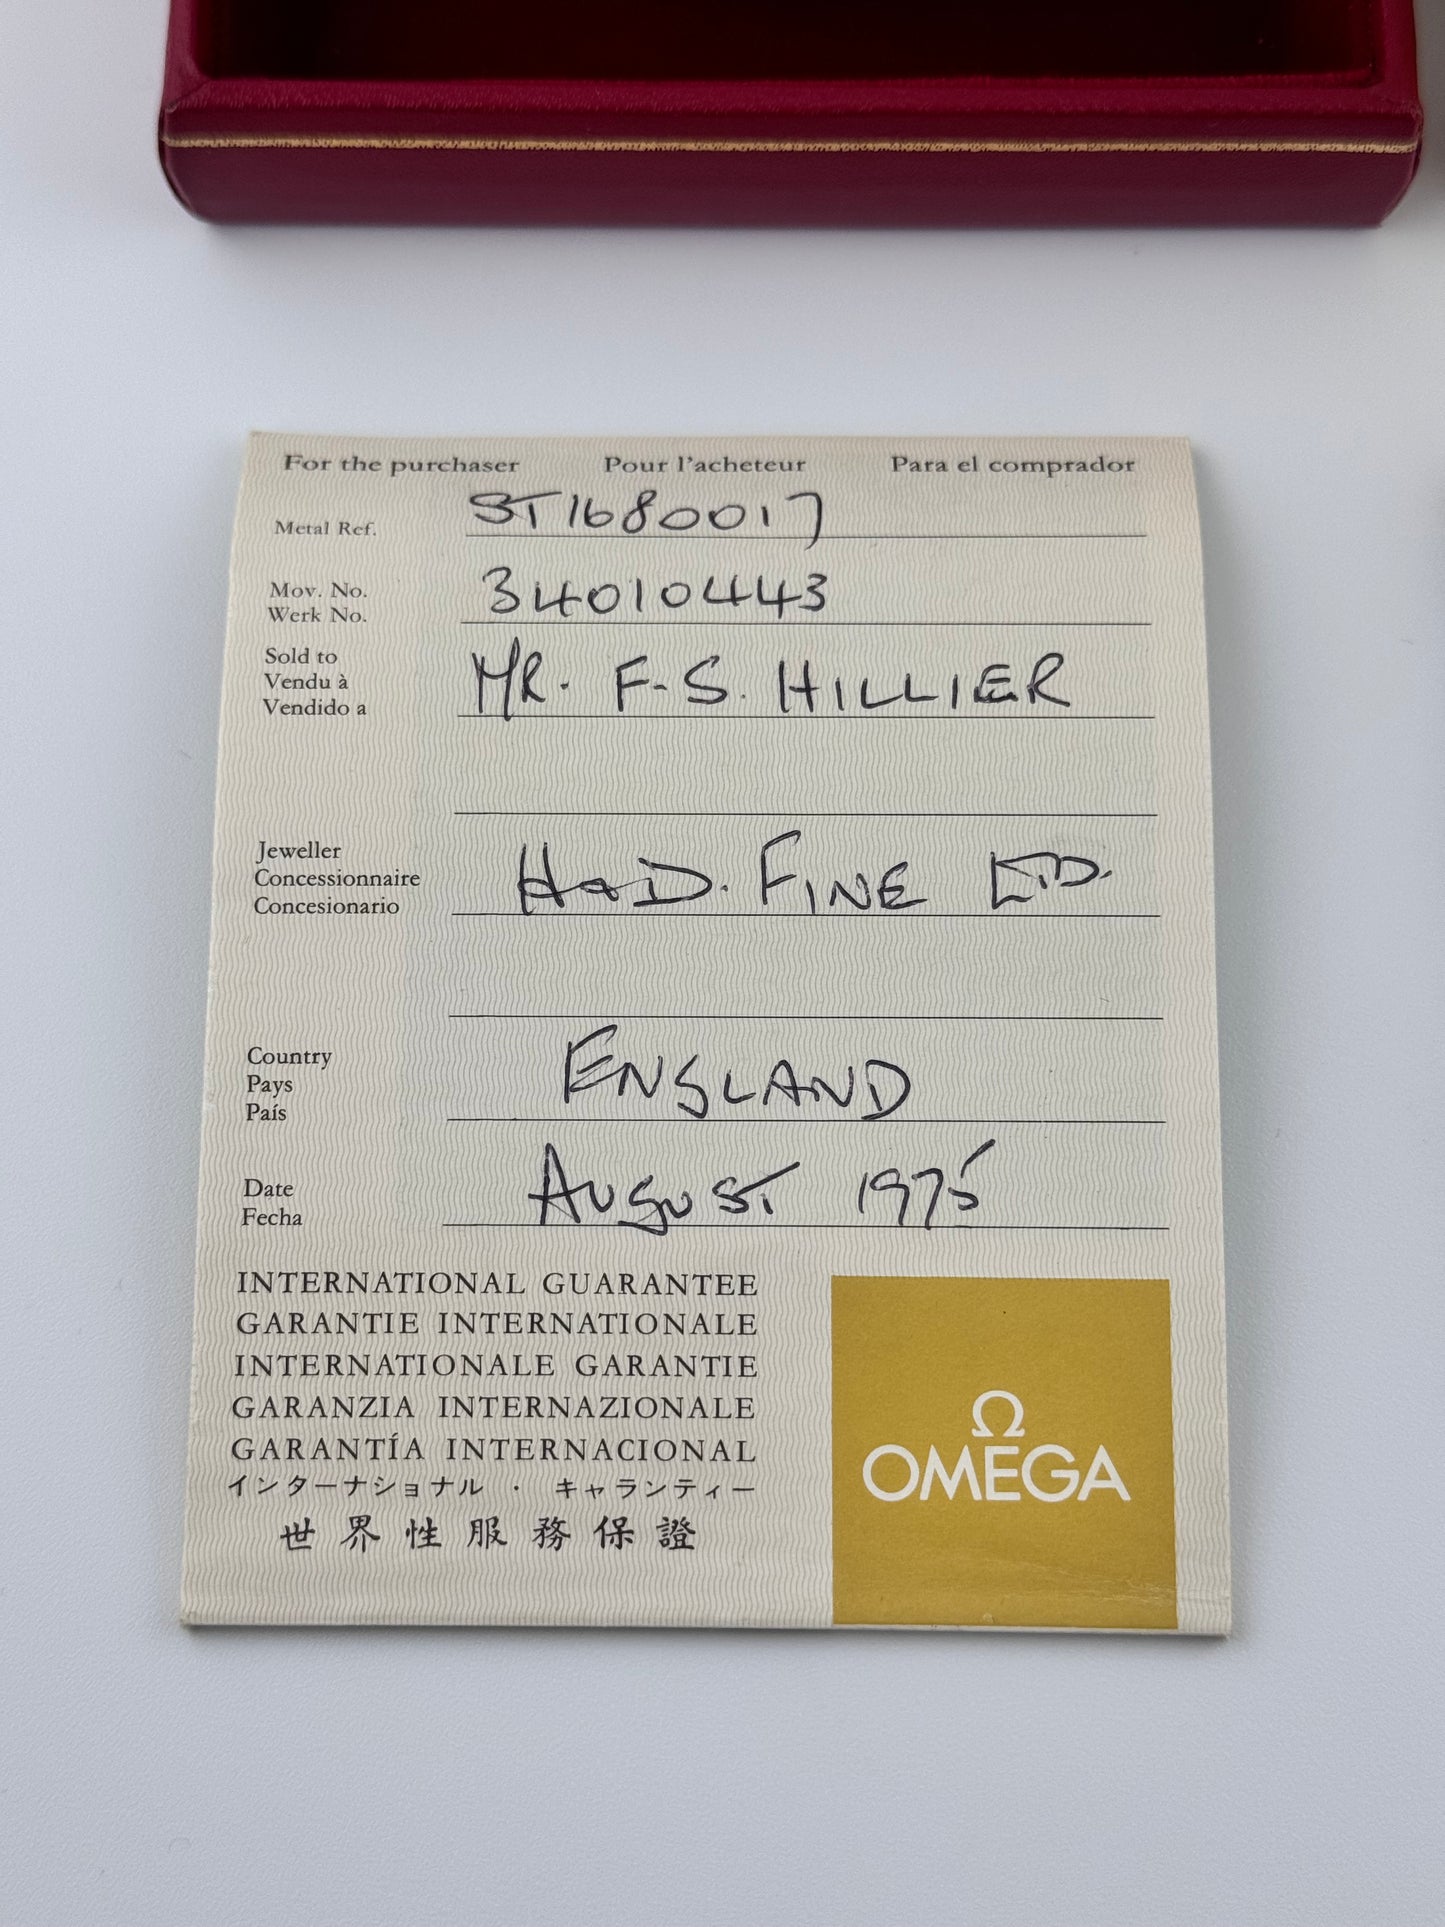 For the purchaser Pour l'acheteur Para el comprador
Metal Ref. ST1680017
Mov. No. 34010443
Werk No.
Sold to
Vendu à MR. F.S. HILLIER
Vendido a
Jeweller
Concessionnaire H&D. FINE LTD.
Concesionario
Country
Pays ENGLAND
País
Date AUGUST 1975
Fecha
INTERNATIONAL GUARANTEE
GARANTIE INTERNATIONALE
INTERNATIONALE GARANTIE
GARANZIA INTERNAZIONALE
GARANTÍA INTERNACIONAL
インターナショナル・キャランティー
世界性服務保證
Ω
OMEGA